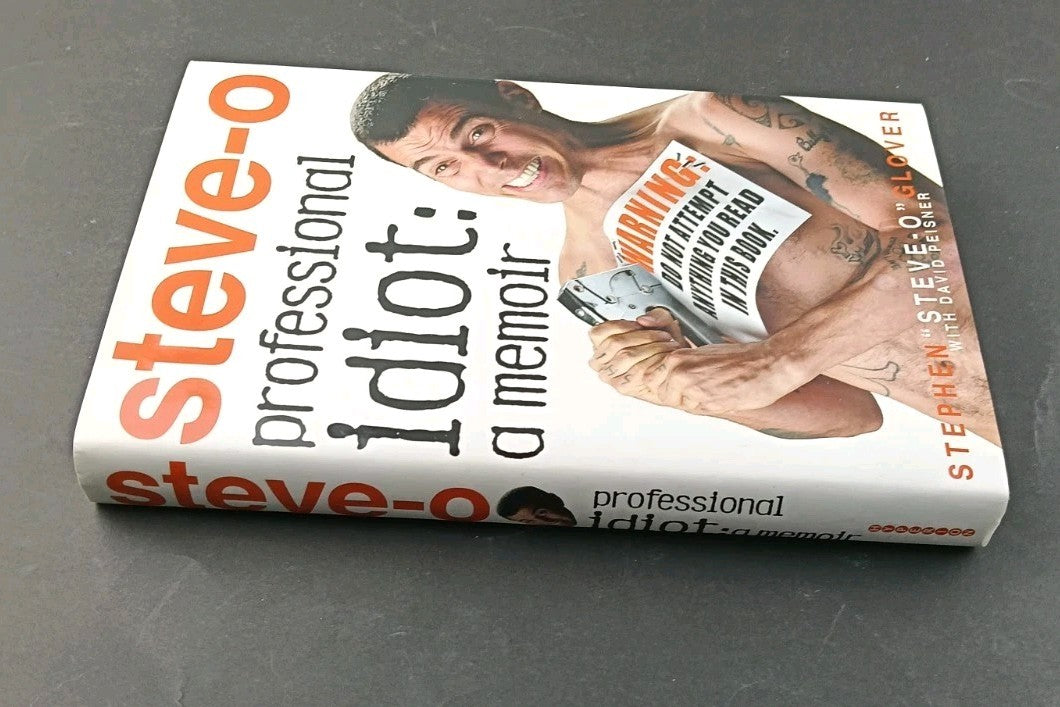 steve-o
professional
idiot:
a memoir
WARNING:
DO NOT ATTEMPT
ANYTHING YOU READ
IN THIS BOOK.
STEPHEN "STEVE-O" GLOVER
WITH DAVID PEISNER
steve-o
professional
idiot: a memoir
HYPERION